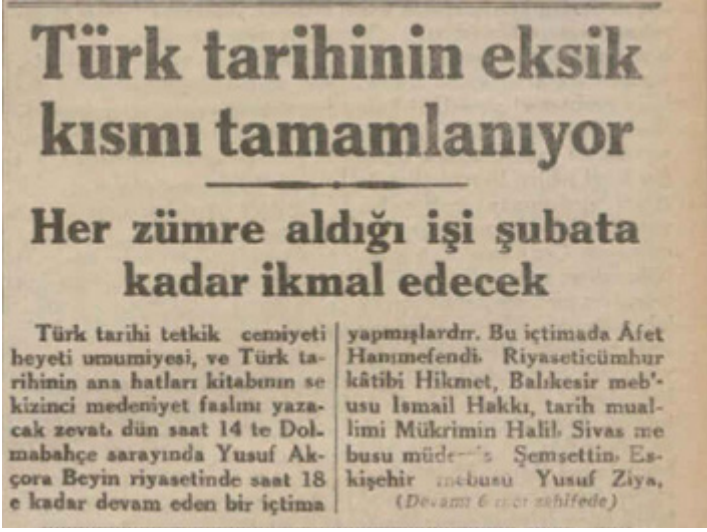 Türk tarihinin eksik
kısmı tamamlanıyor
Her zümre aldığı işi şubata
kadar ikmal edecek
Türk tarihi tetkik cemiyeti
heyeti umumiyesi, ve Türk ta-
rihinin ana hatları kitabının se
kizinci medeniyet faslını yaza-
cak zevat, dün saat 14 te Dol-
mabahçe sarayında Yusuf Ak-
çora Beyin riyasetinde saat 18
e kadar devam eden bir içtima
yapmışlardır. Bu içtimada Âfet
Hanımefendi, Riyaseticümhur
kâtibi Hikmet, Balıkesir meb'-
usu Ismail Hakkı, tarih mual-
limi Mükrimin Halil, Sivas me
busu Şemsettin, Es-
kişehir mebusu Yusuf Ziya,
(Devamı 6 sahifede)